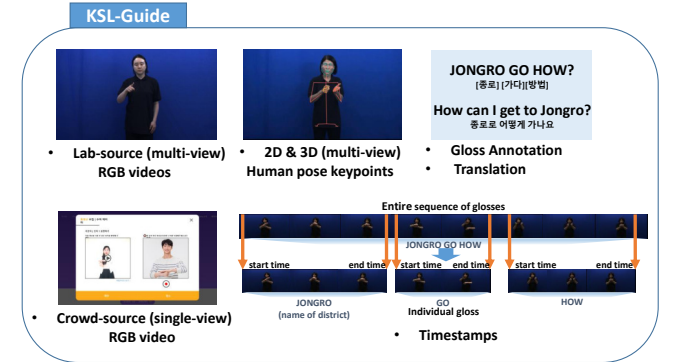 KSL-Guide
JONGRO GO HOW?
[종로] [가다][방법]
How can I get to Jongro?
종로로 어떻게 가나요
• Lab-source (multi-view)
RGB videos
• 2D & 3D (multi-view)
Human pose keypoints
• Gloss Annotation
• Translation
Entire sequence of glosses
JONGRO GO HOW
start time end time start time end time start time end time
JONGRO
(name of district)
GO
Individual gloss
HOW
• Crowd-source (single-view)
RGB video
• Timestamps